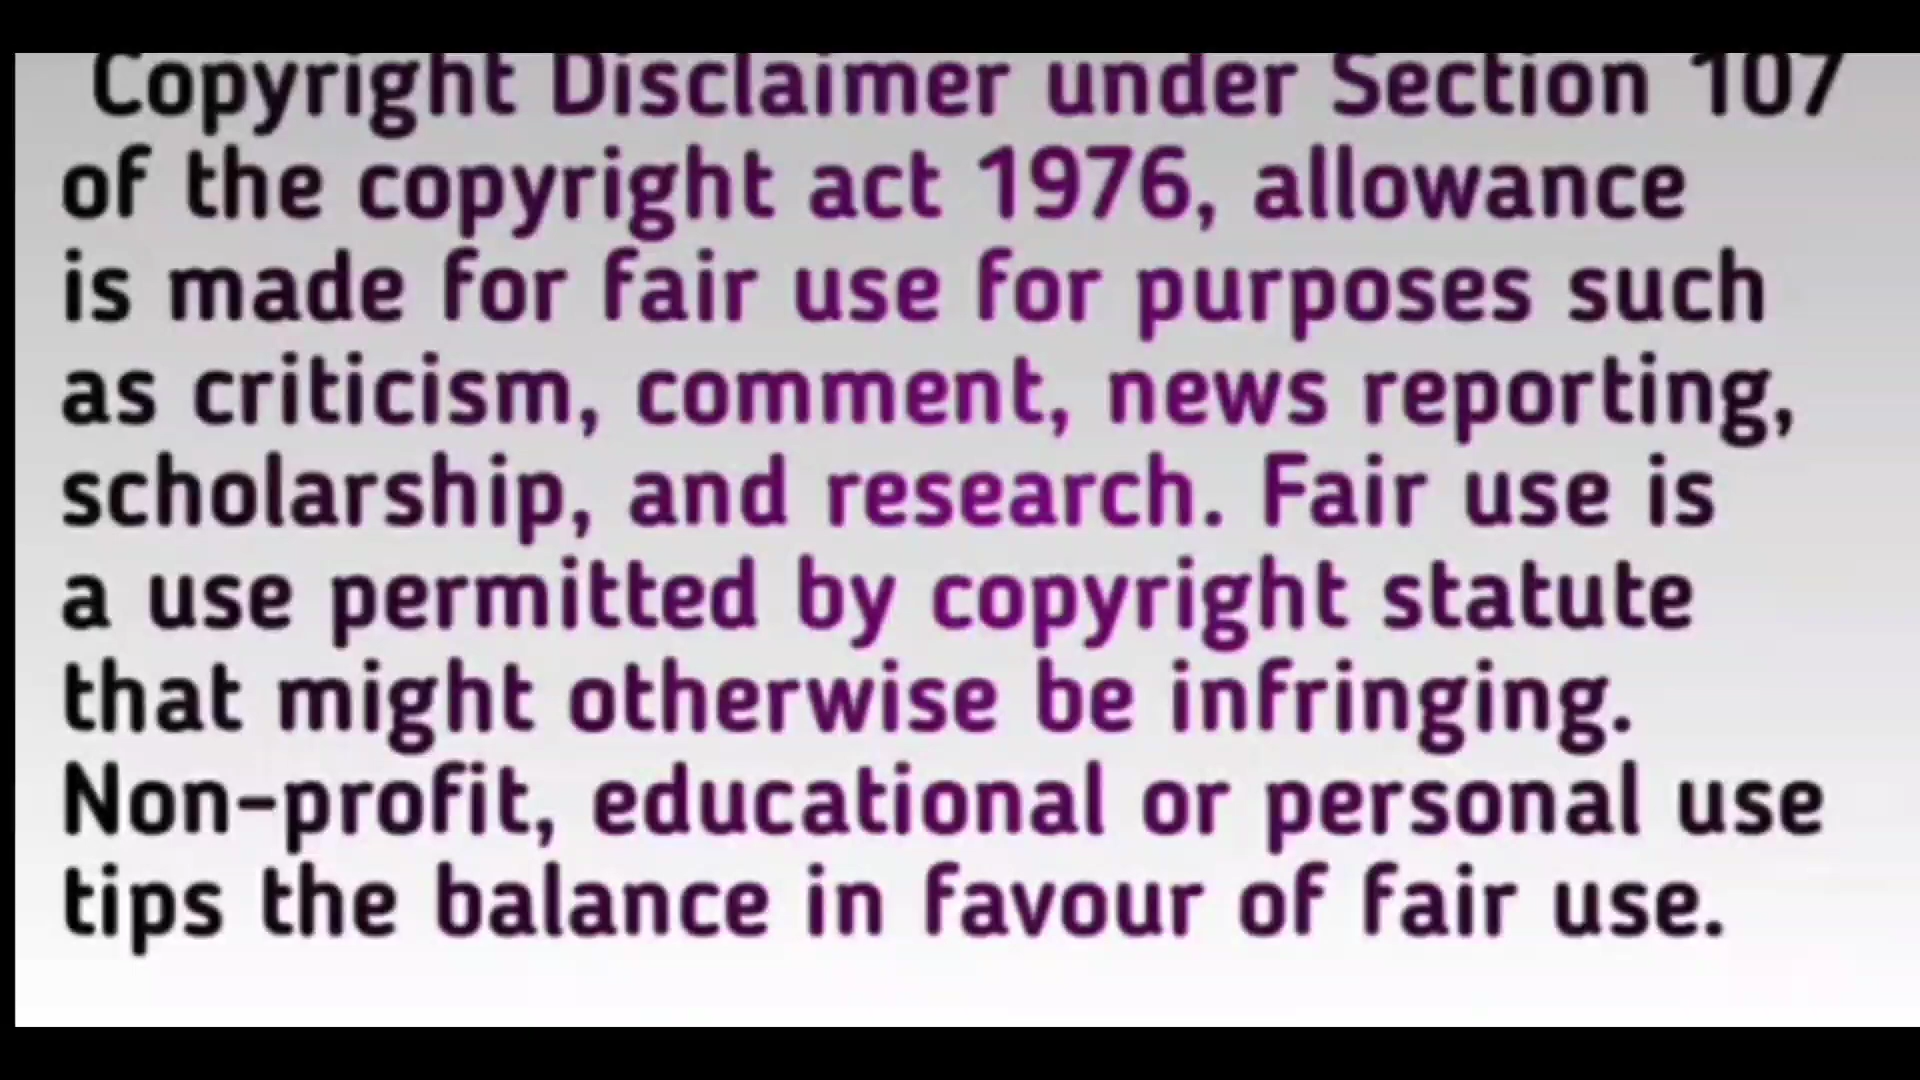 Copyright Disclaimer under Section 107
of the copyright act 1976, allowance
is made for fair use for purposes such
as criticism, comment, news reporting,
scholarship, and research. Fair use is
a use permitted by copyright statute
that might otherwise be infringing.
Non-profit, educational or personal use
tips the balance in favour of fair use.